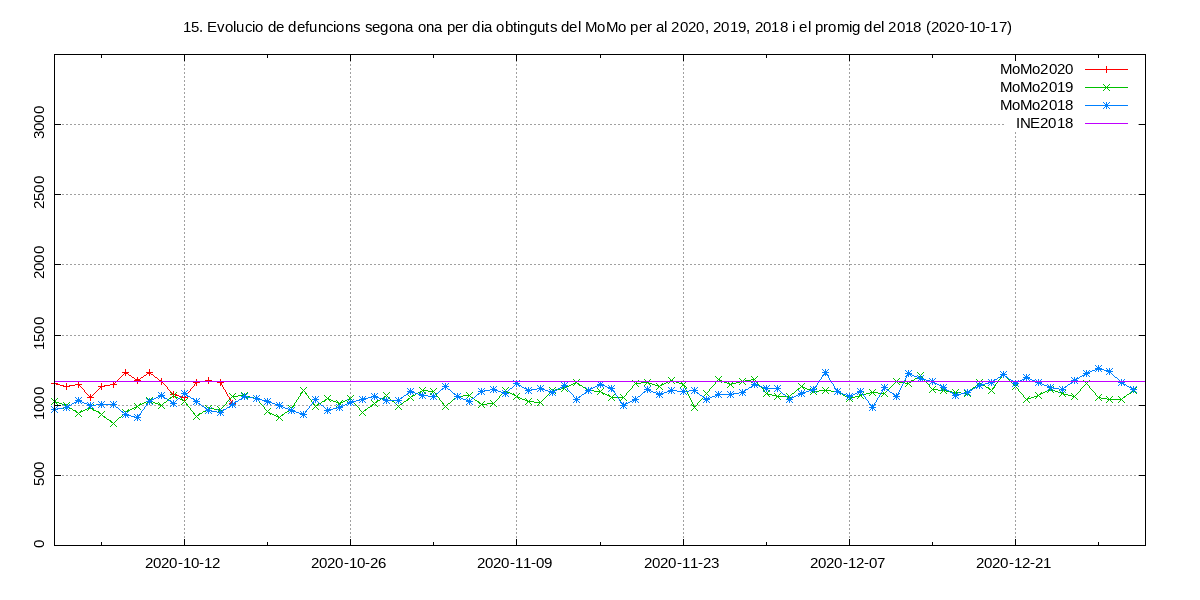 15. Evolucio de defuncions segona ona per dia obtinguts del MoMo per al 2020, 2019, 2018 i el promig del 2018 (2020-10-17)
MoMo2020
MoMo2019
MoMo2018
INE2018
3000
2500
2000
1500
1000
500
0
2020-10-12 2020-10-26 2020-11-09 2020-11-23 2020-12-07 2020-12-21